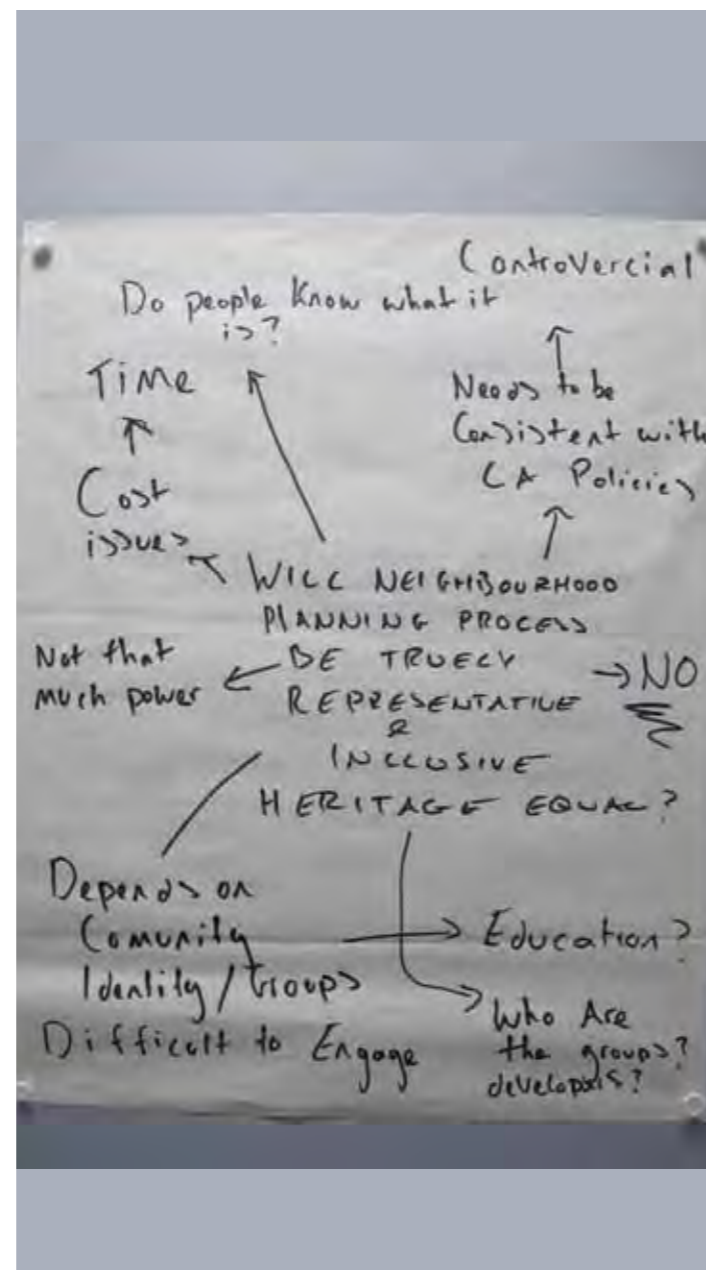 Controvercial
Do people know what it
is?
Time
Needs to be
Consistent with
CA Policies
Cost
issues
WILL NEIGHBOURHOOD
PLANNING PROCESS
BE TRUELY
REPRESENTATIVE
&
INCLUSIVE
HERITAGE EQUAL?
Not that
much power
NO
Depends on
Comunity
Identity/Groups
Difficult to Engage
Education?
Who Are
the groups?
developers?